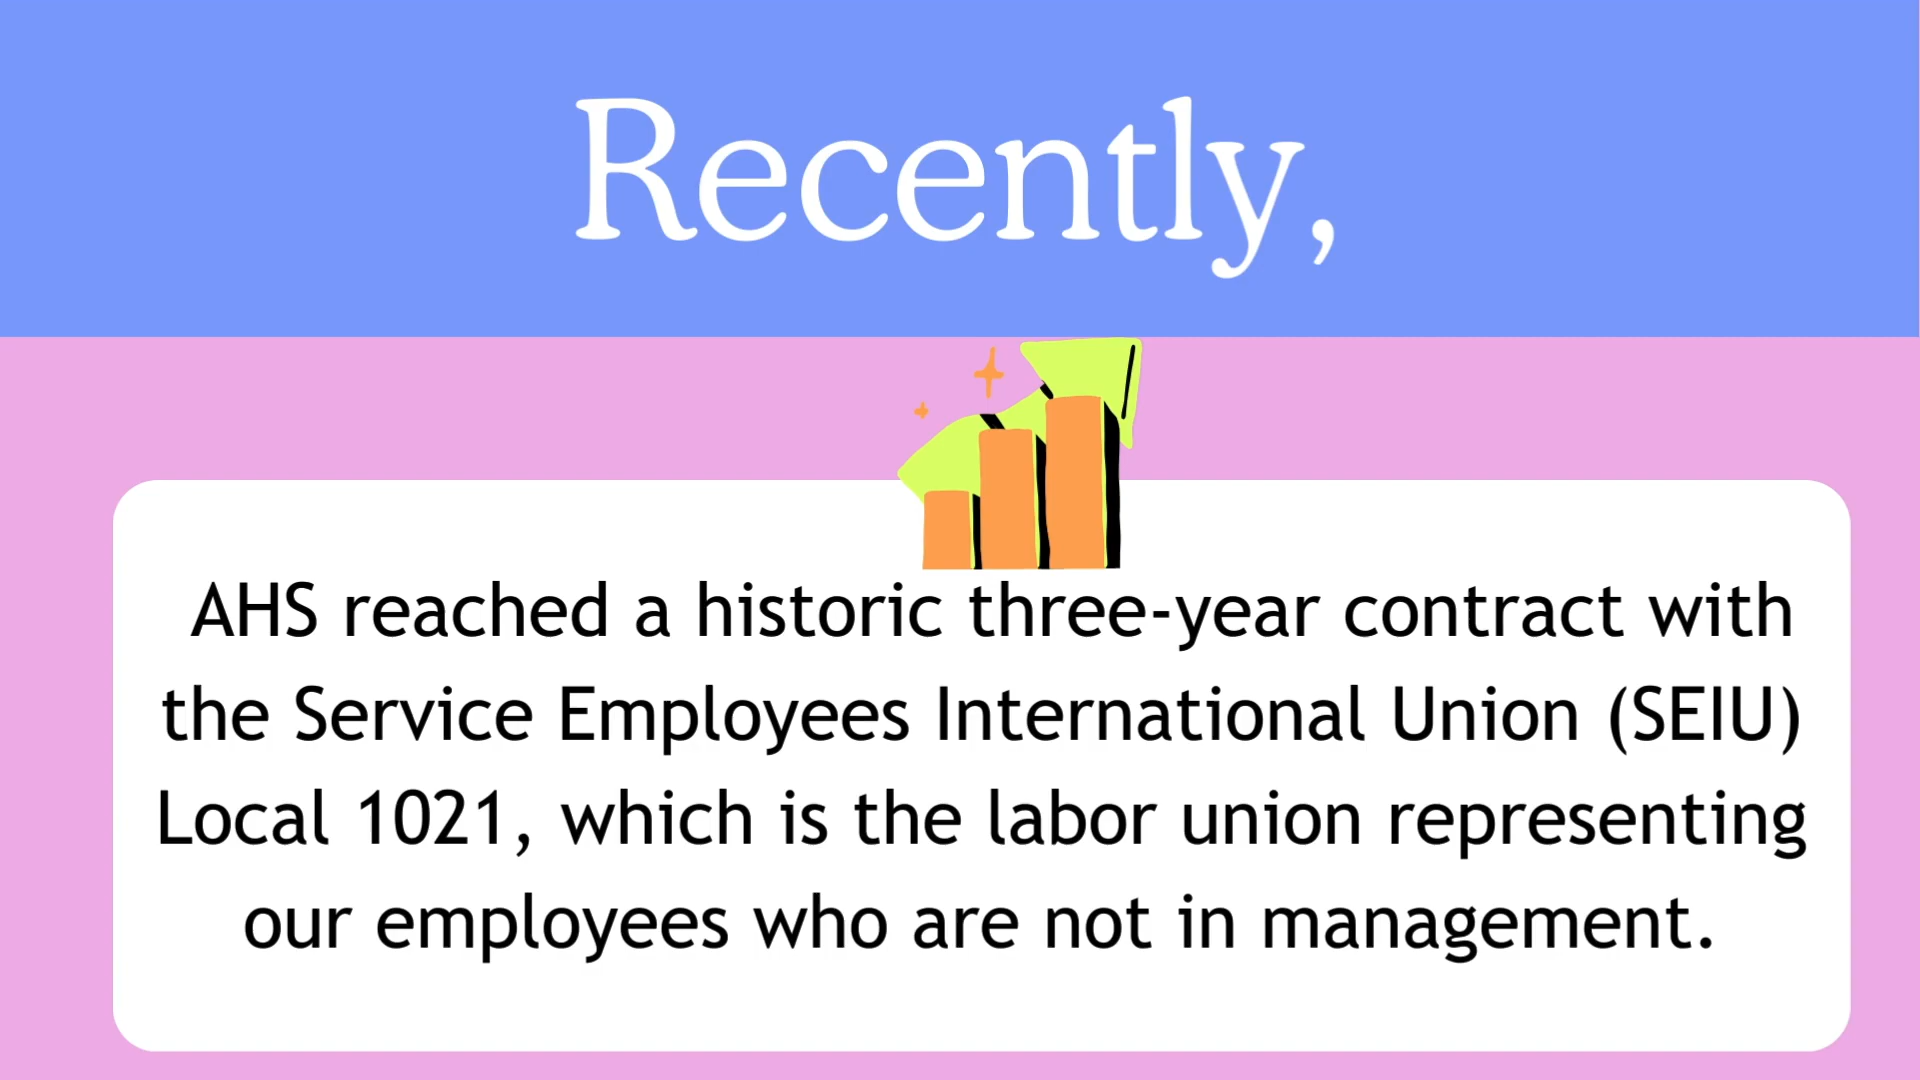 Recently,
AHS reached a historic three-year contract with
the Service Employees International Union (SEIU)
Local 1021, which is the labor union representing
our employees who are not in management.